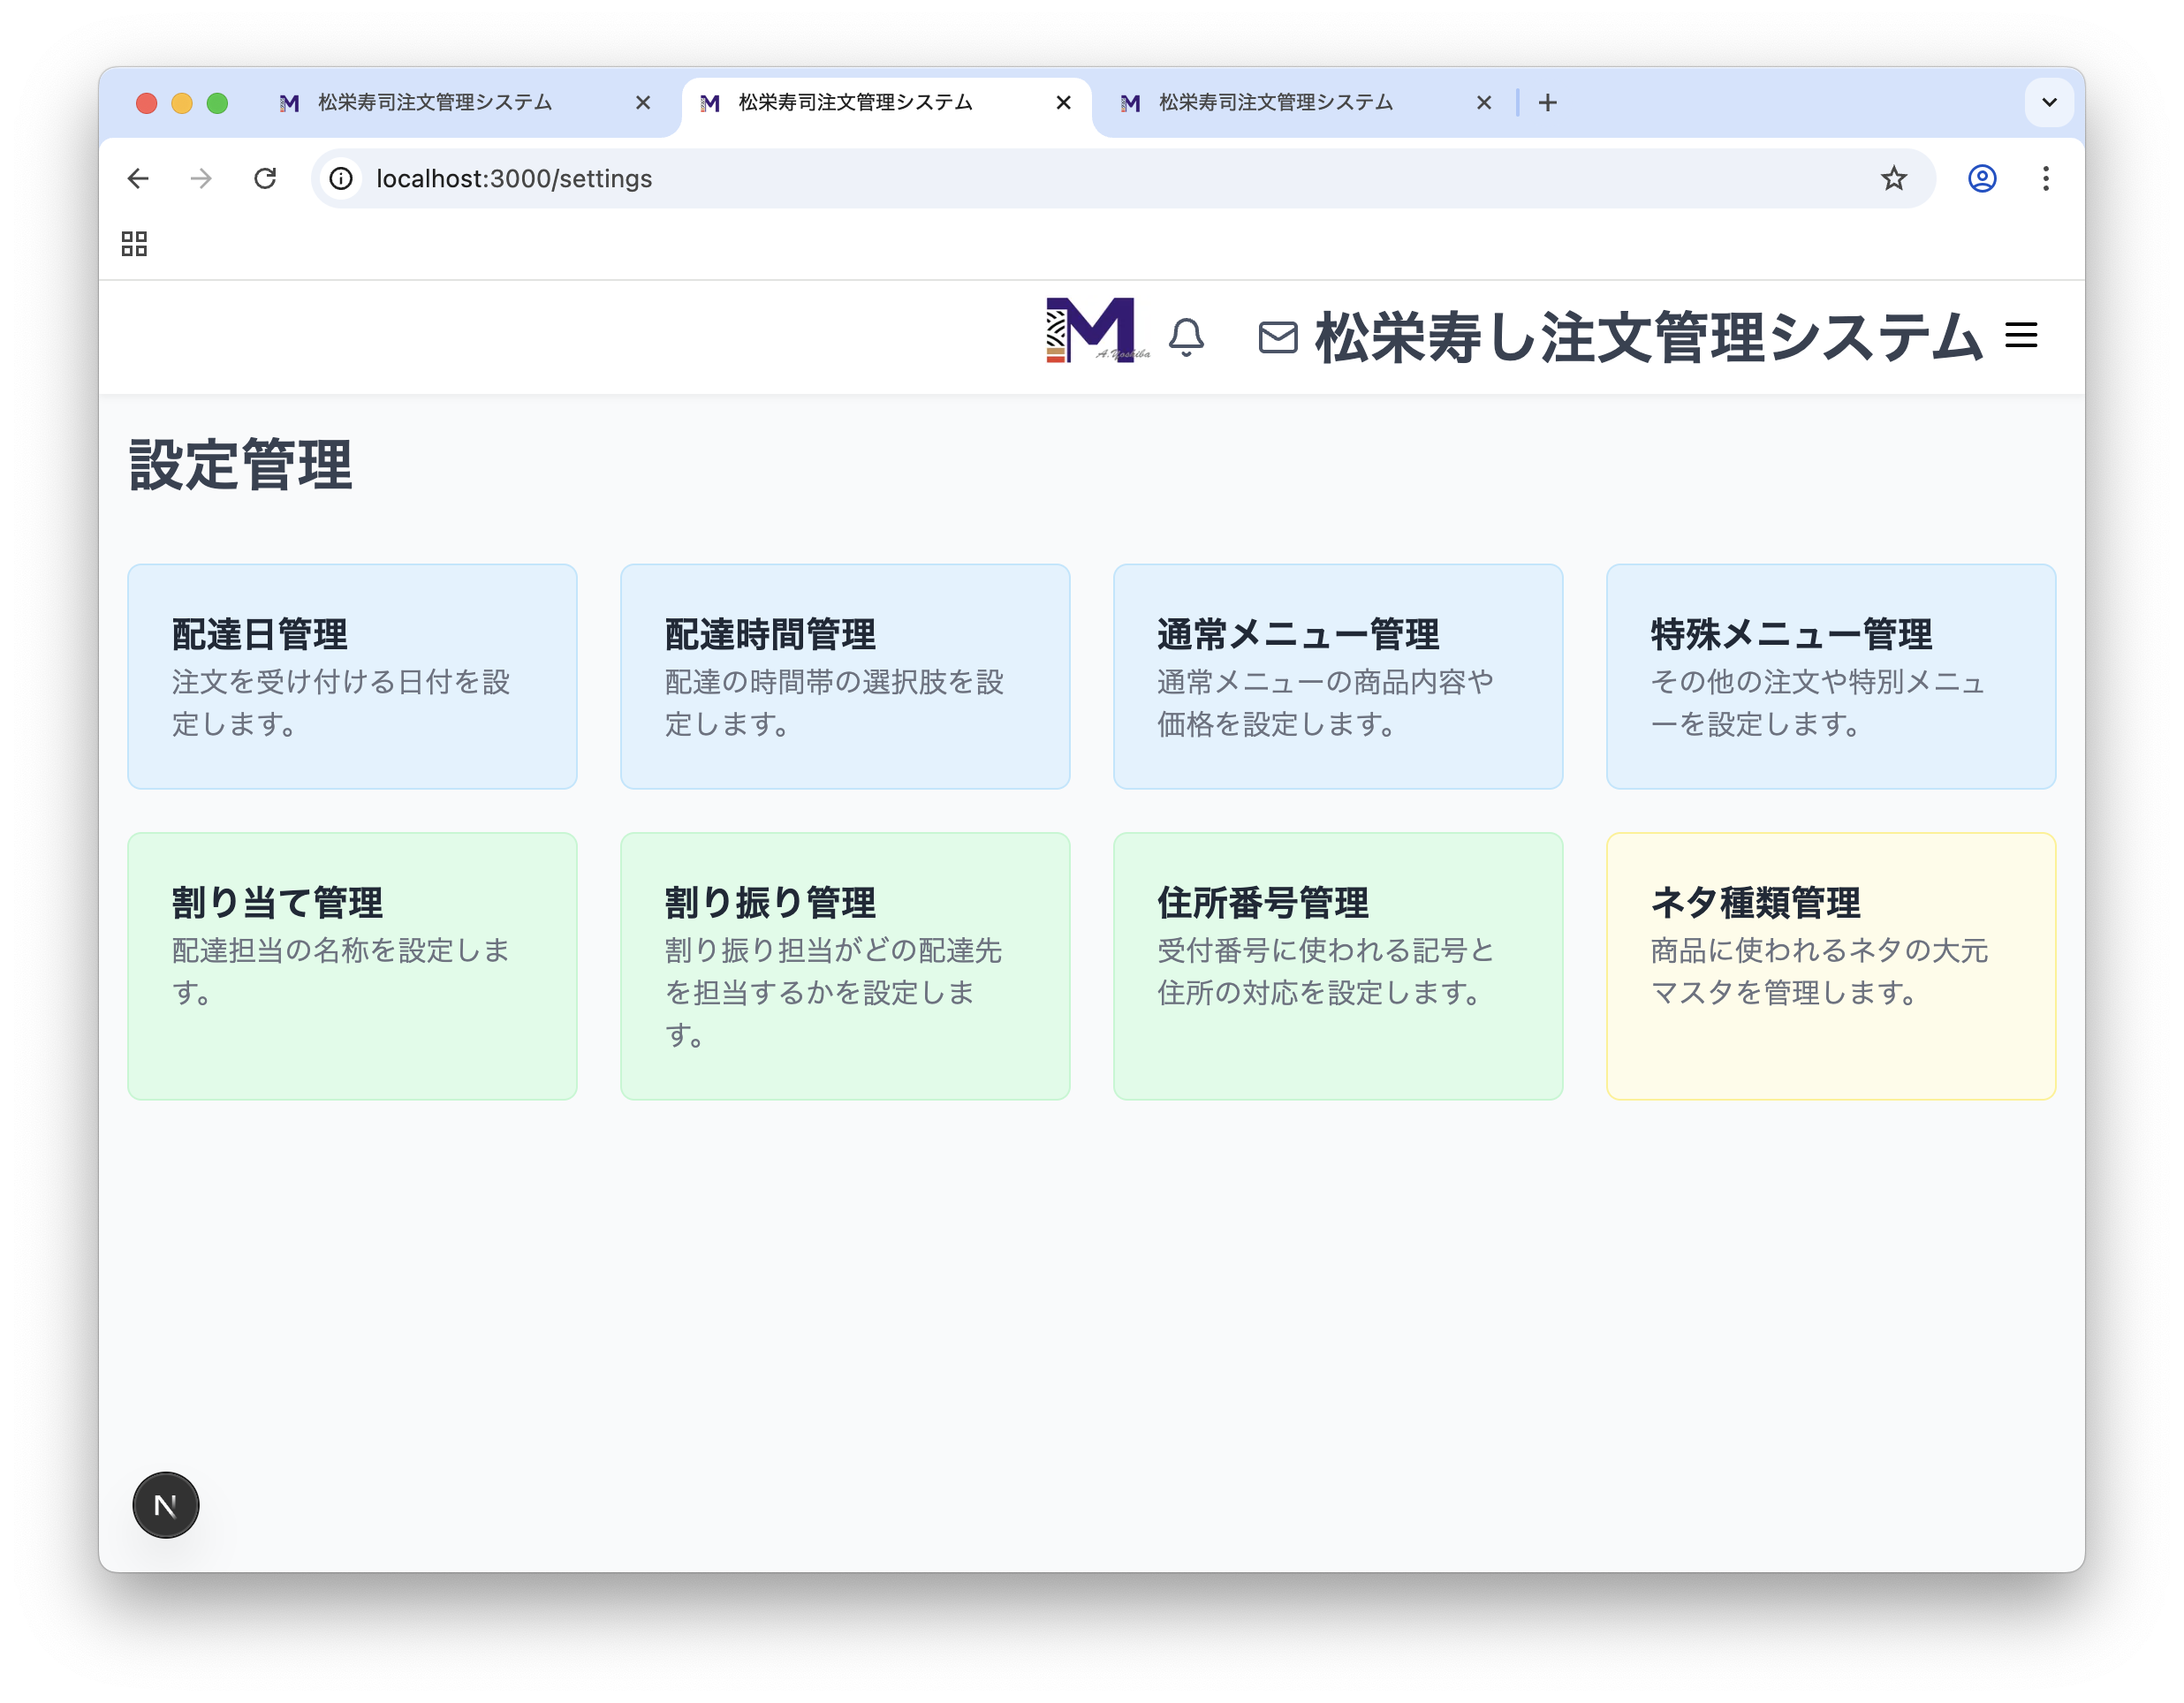 松栄寿司注文管理システム
松栄寿司注文管理システム
松栄寿司注文管理システム
localhost:3000/settings
M
A.Yoshiba
松栄寿し注文管理システム
設定管理
配達日管理
注文を受け付ける日付を設
定します。
配達時間管理
配達の時間帯の選択肢を設
定します。
通常メニュー管理
通常メニューの商品内容や
価格を設定します。
特殊メニュー管理
その他の注文や特別メニュ
ーを設定します。
割り当て管理
配達担当の名称を設定しま
す。
割り振り管理
割り振り担当がどの配達先
を担当するかを設定しま
す。
住所番号管理
受付番号に使われる記号と
住所の対応を設定します。
ネタ種類管理
商品に使われるネタの大元
マスタを管理します。
N